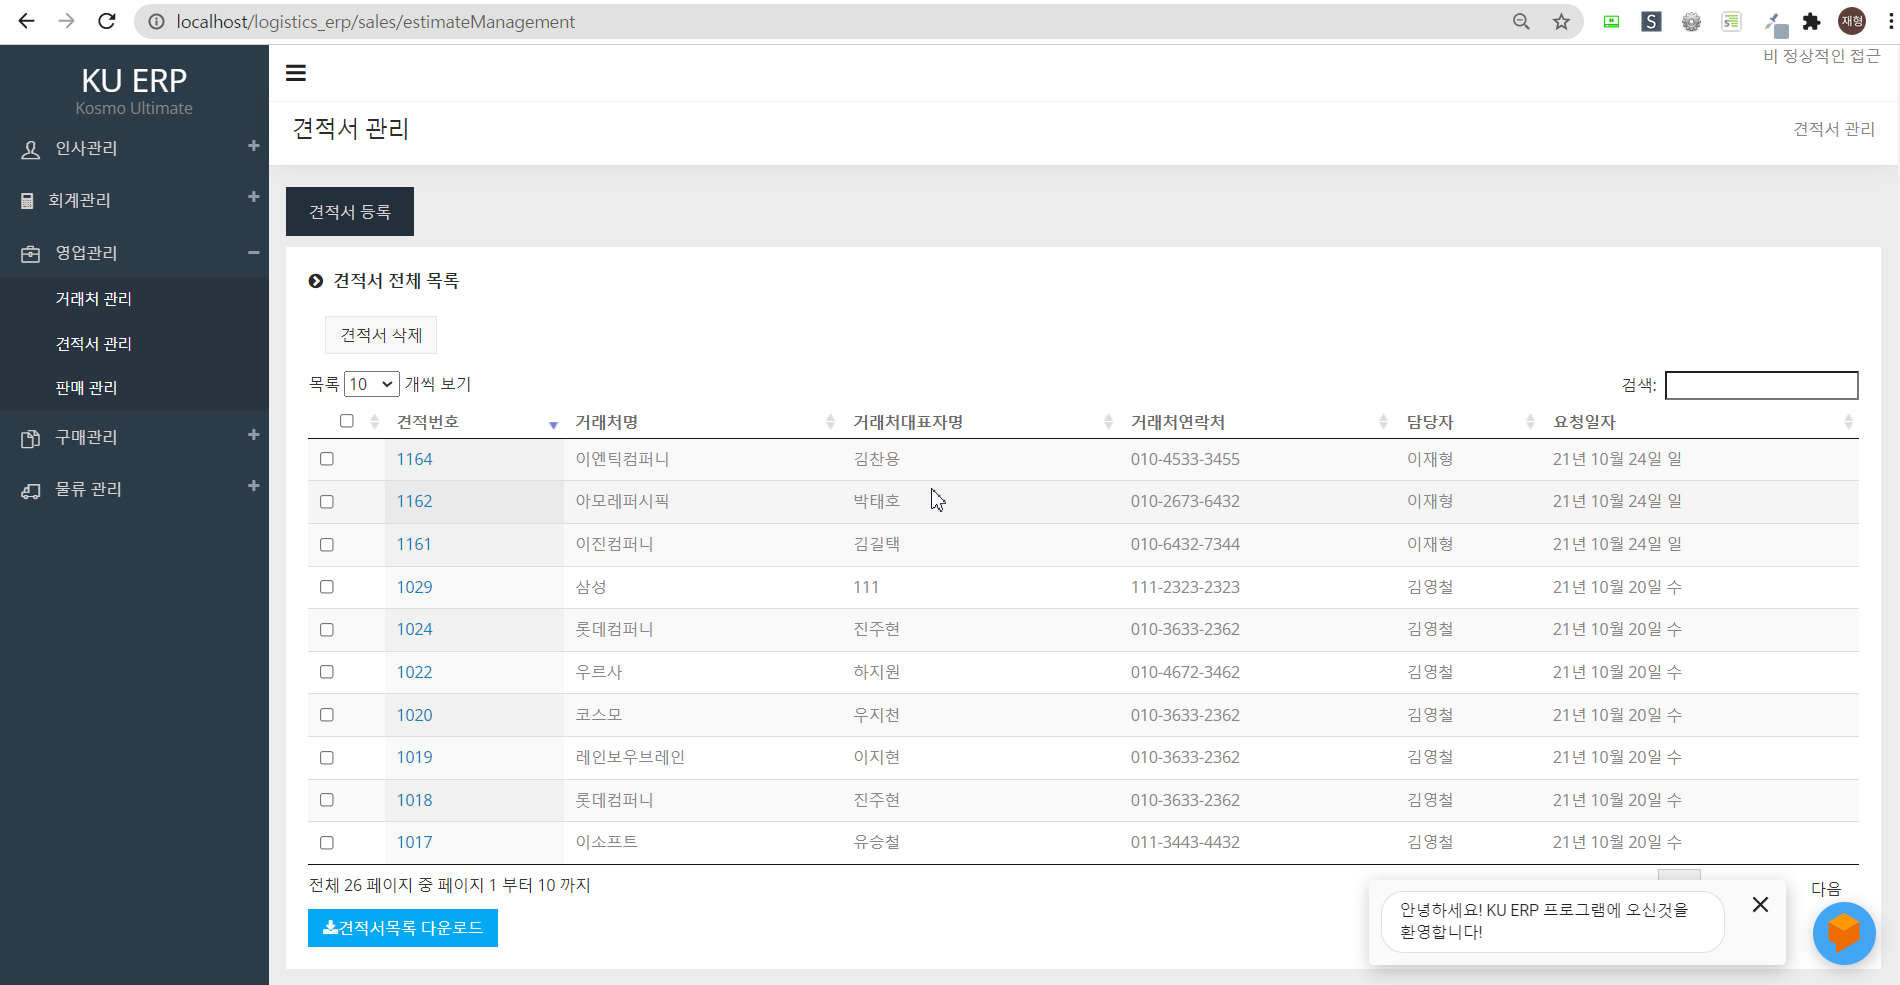 localhost/logistics_erp/sales/estimateManagement
S
재형
KU ERP
Kosmo Ultimate
인사관리
회계관리
영업관리
거래처 관리
견적서 관리
판매 관리
구매관리
물류 관리
비 정상적인 접근
견적서 관리
견적서 관리
견적서 등록
견적서 전체 목록
견적서 삭제
목록 10 개씩 보기
검색:
견적번호 거래처명 거래처대표자명 거래처연락처 담당자 요청일자
1164 이엔틱컴퍼니 김찬용 010-4533-3455 이재형 21년 10월 24일 일
1162 아모레퍼시픽 박태호 010-2673-6432 이재형 21년 10월 24일 일
1161 이진컴퍼니 김길택 010-6432-7344 이재형 21년 10월 24일 일
1029 삼성 111 111-2323-2323 김영철 21년 10월 20일 수
1024 롯데컴퍼니 진주현 010-3633-2362 김영철 21년 10월 20일 수
1022 우르사 하지원 010-4672-3462 김영철 21년 10월 20일 수
1020 코스모 우지천 010-3633-2362 김영철 21년 10월 20일 수
1019 레인보우브레인 이지현 010-3633-2362 김영철 21년 10월 20일 수
1018 롯데컴퍼니 진주현 010-3633-2362 김영철 21년 10월 20일 수
1017 이소프트 유승철 011-3443-4432 김영철 21년 10월 20일 수
전체 26 페이지 중 페이지 1 부터 10 까지
다음
견적서목록 다운로드
안녕하세요! KU ERP 프로그램에 오신것을
환영합니다!